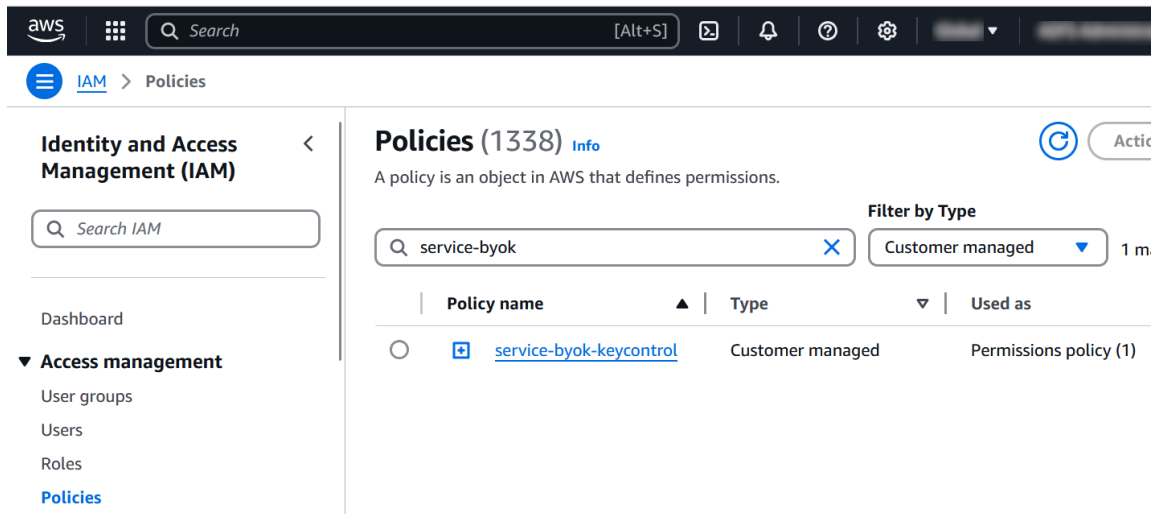 aws
Search [Alt+S]
IAM > Policies
Identity and Access
Management (IAM)
Search IAM
Dashboard
Access management
User groups
Users
Roles
Policies
Policies (1338) Info
A policy is an object in AWS that defines permissions.
Filter by Type
service-byok
Customer managed
1
Policy name Type Used as
service-byok-keycontrol Customer managed Permissions policy (1)